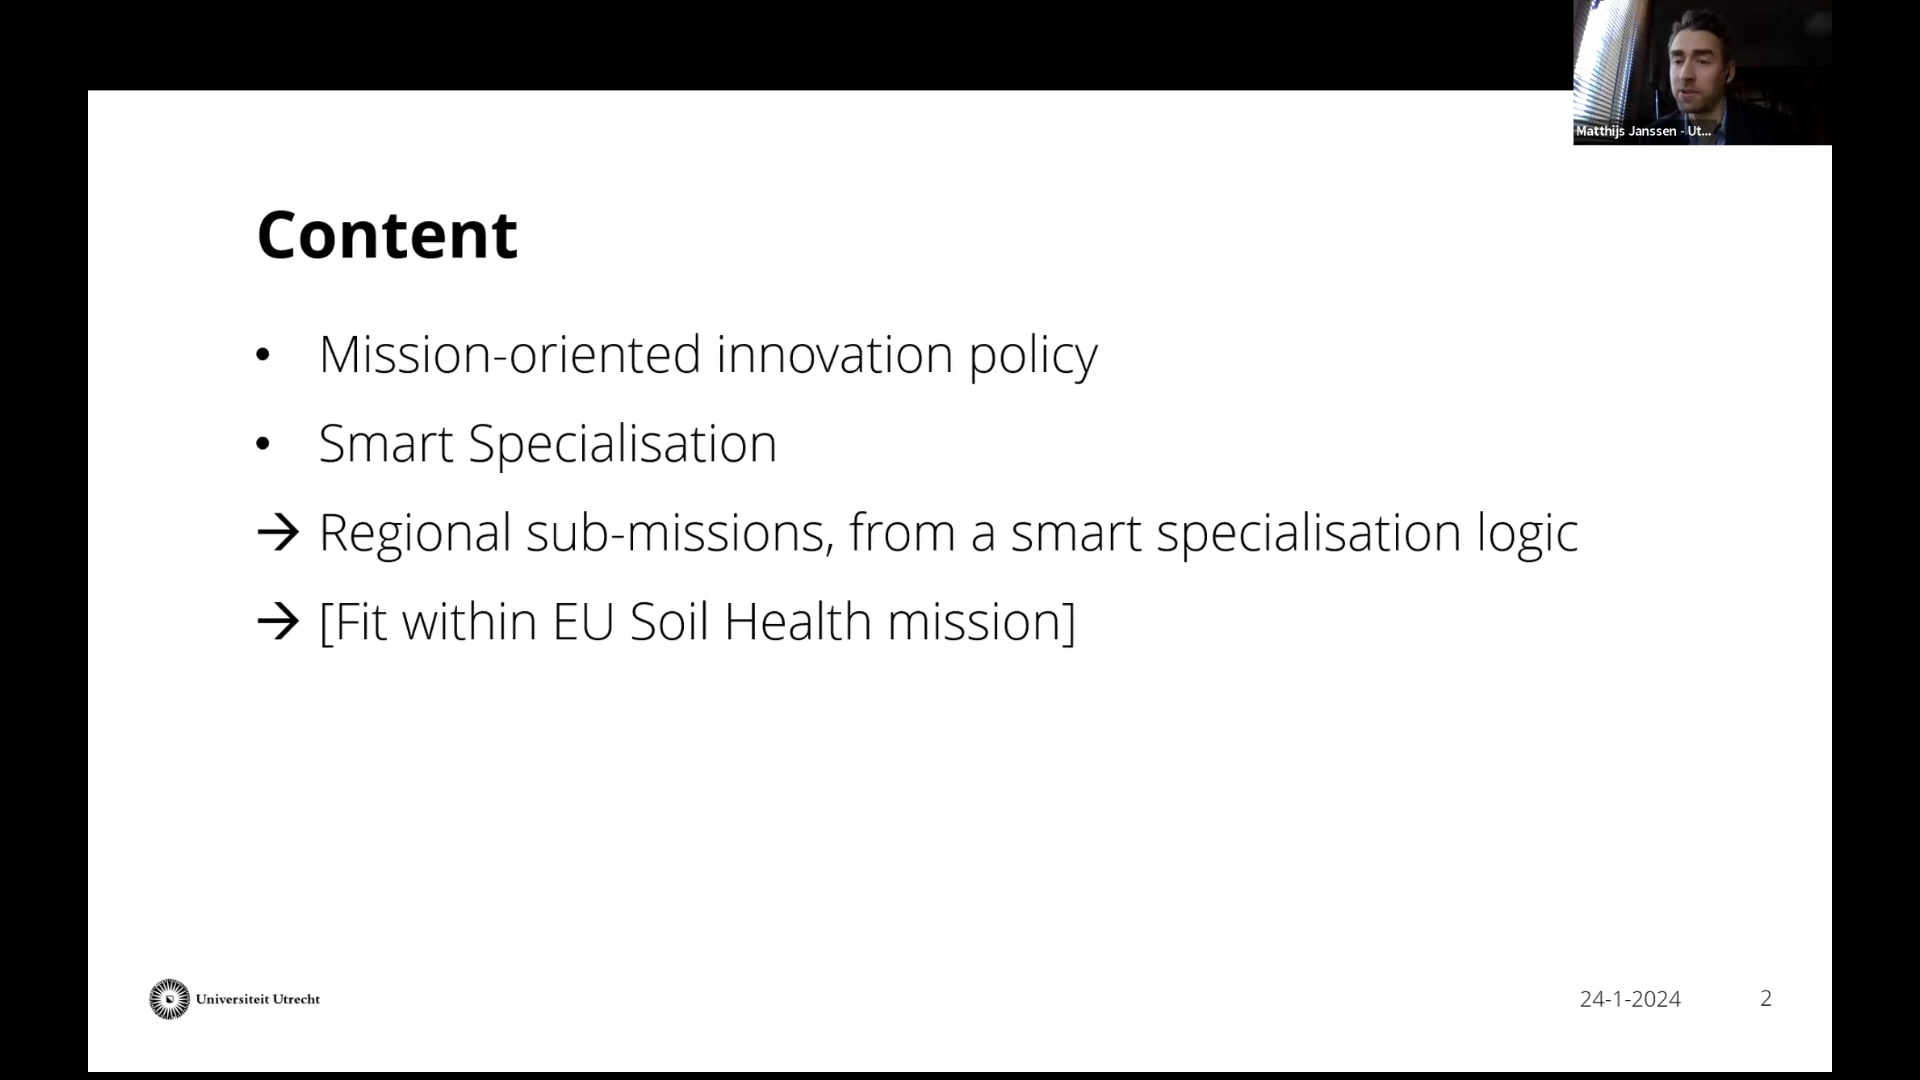 Matthijs Janssen - Ut...
Content
• Mission-oriented innovation policy
• Smart Specialisation
→ Regional sub-missions, from a smart specialisation logic
→ [Fit within EU Soil Health mission]
Universiteit Utrecht
24-1-2024 2